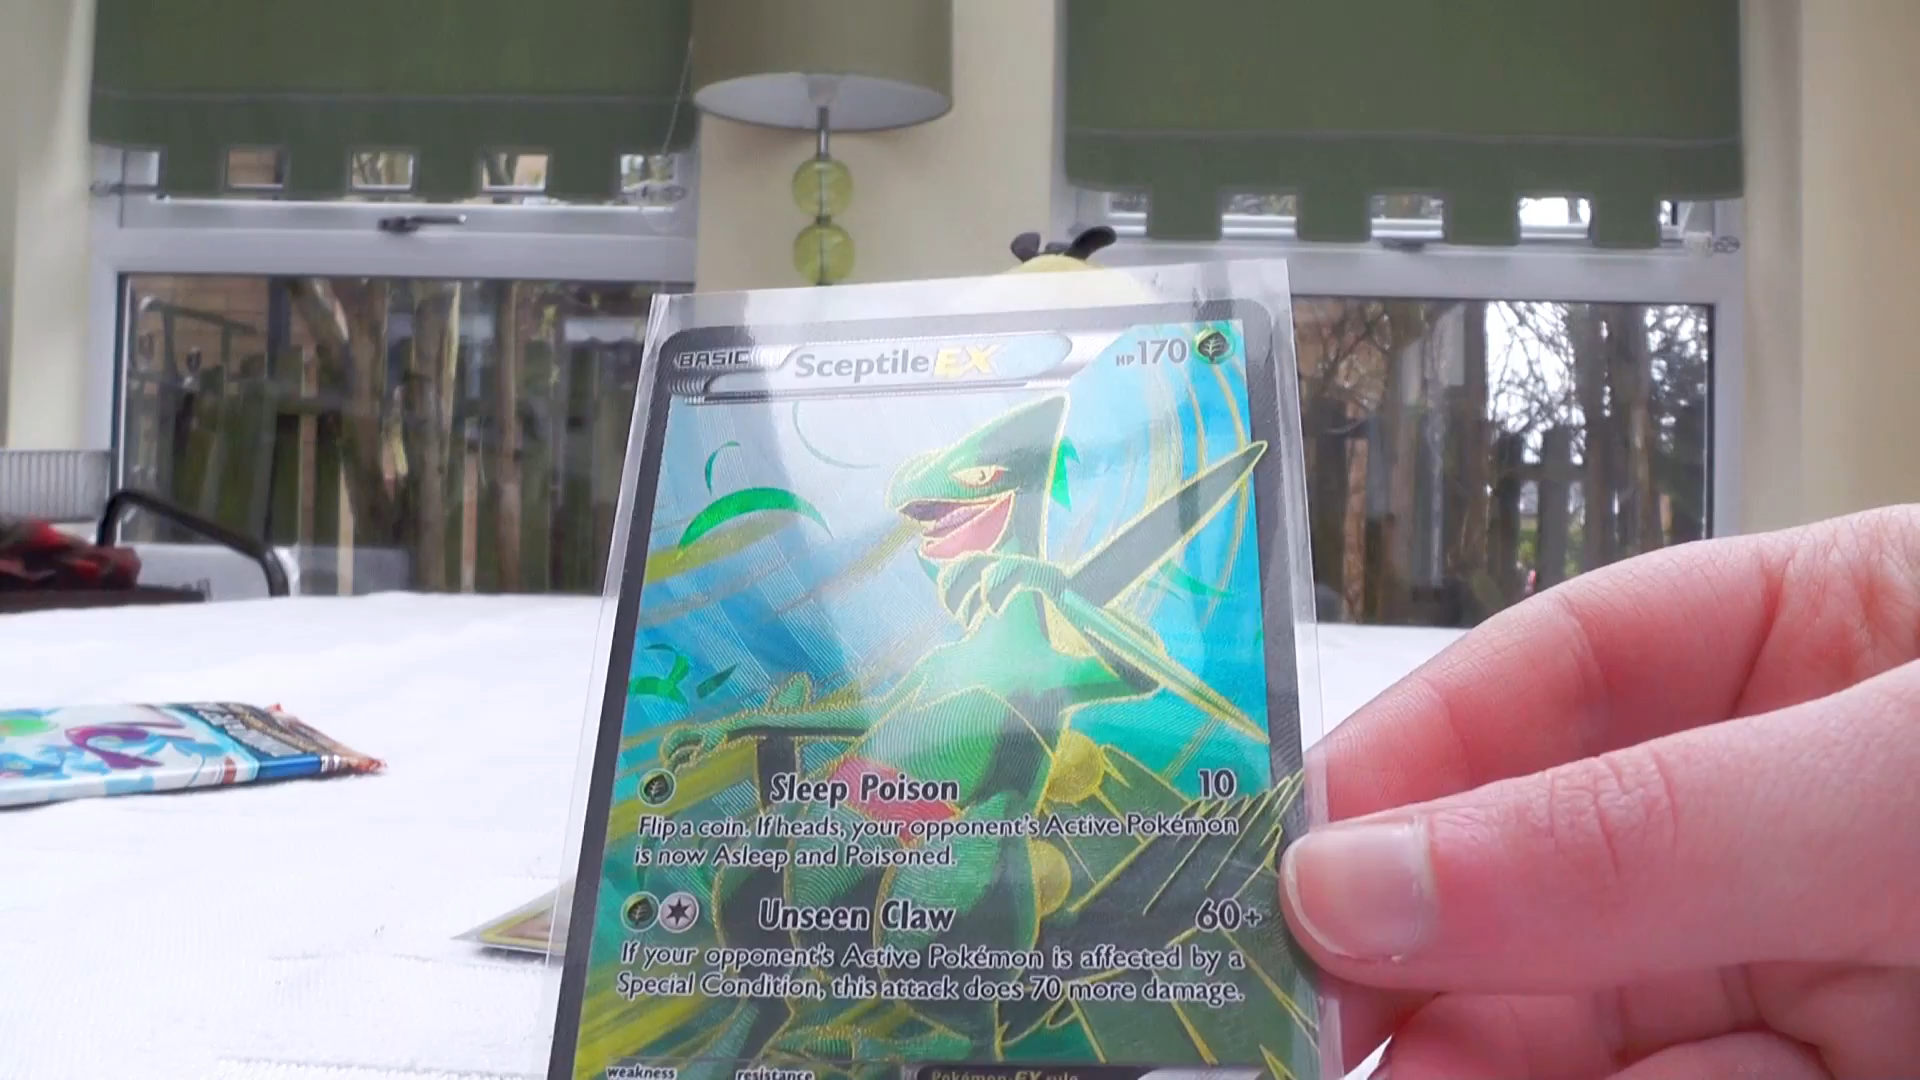 BASIC Sceptile EX HP 170
Sleep Poison 10
Flip a coin. If heads, your opponent's Active Pokémon
is now Asleep and Poisoned.
Unseen Claw 60+
If your opponent's Active Pokémon is affected by a
Special Condition, this attack does 70 more damage.
weakness resistance Pokémon-EX rule